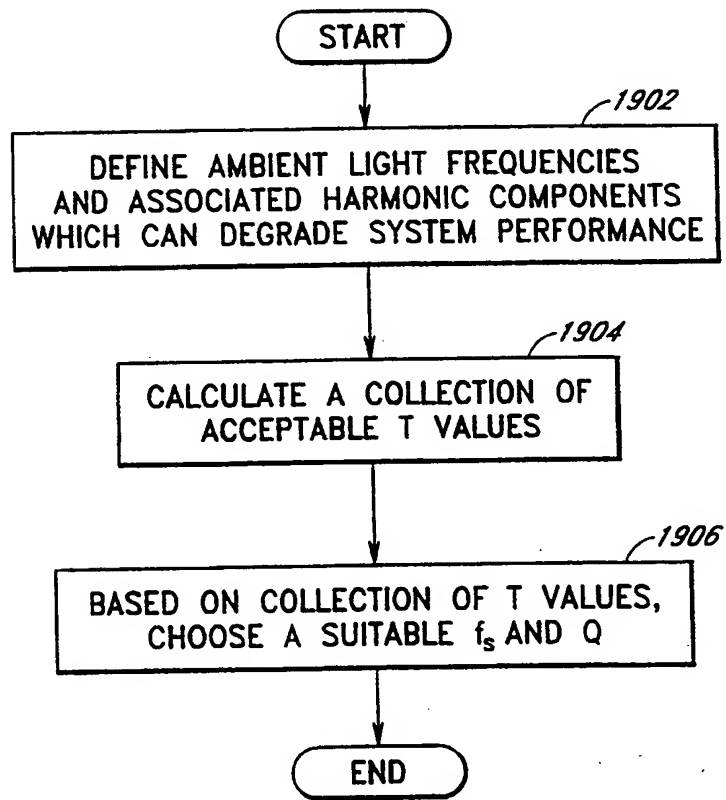 START
1902
DEFINE AMBIENT LIGHT FREQUENCIES
AND ASSOCIATED HARMONIC COMPONENTS
WHICH CAN DEGRADE SYSTEM PERFORMANCE
1904
CALCULATE A COLLECTION OF
ACCEPTABLE T VALUES
1906
BASED ON COLLECTION OF T VALUES,
CHOOSE A SUITABLE fs AND Q
END